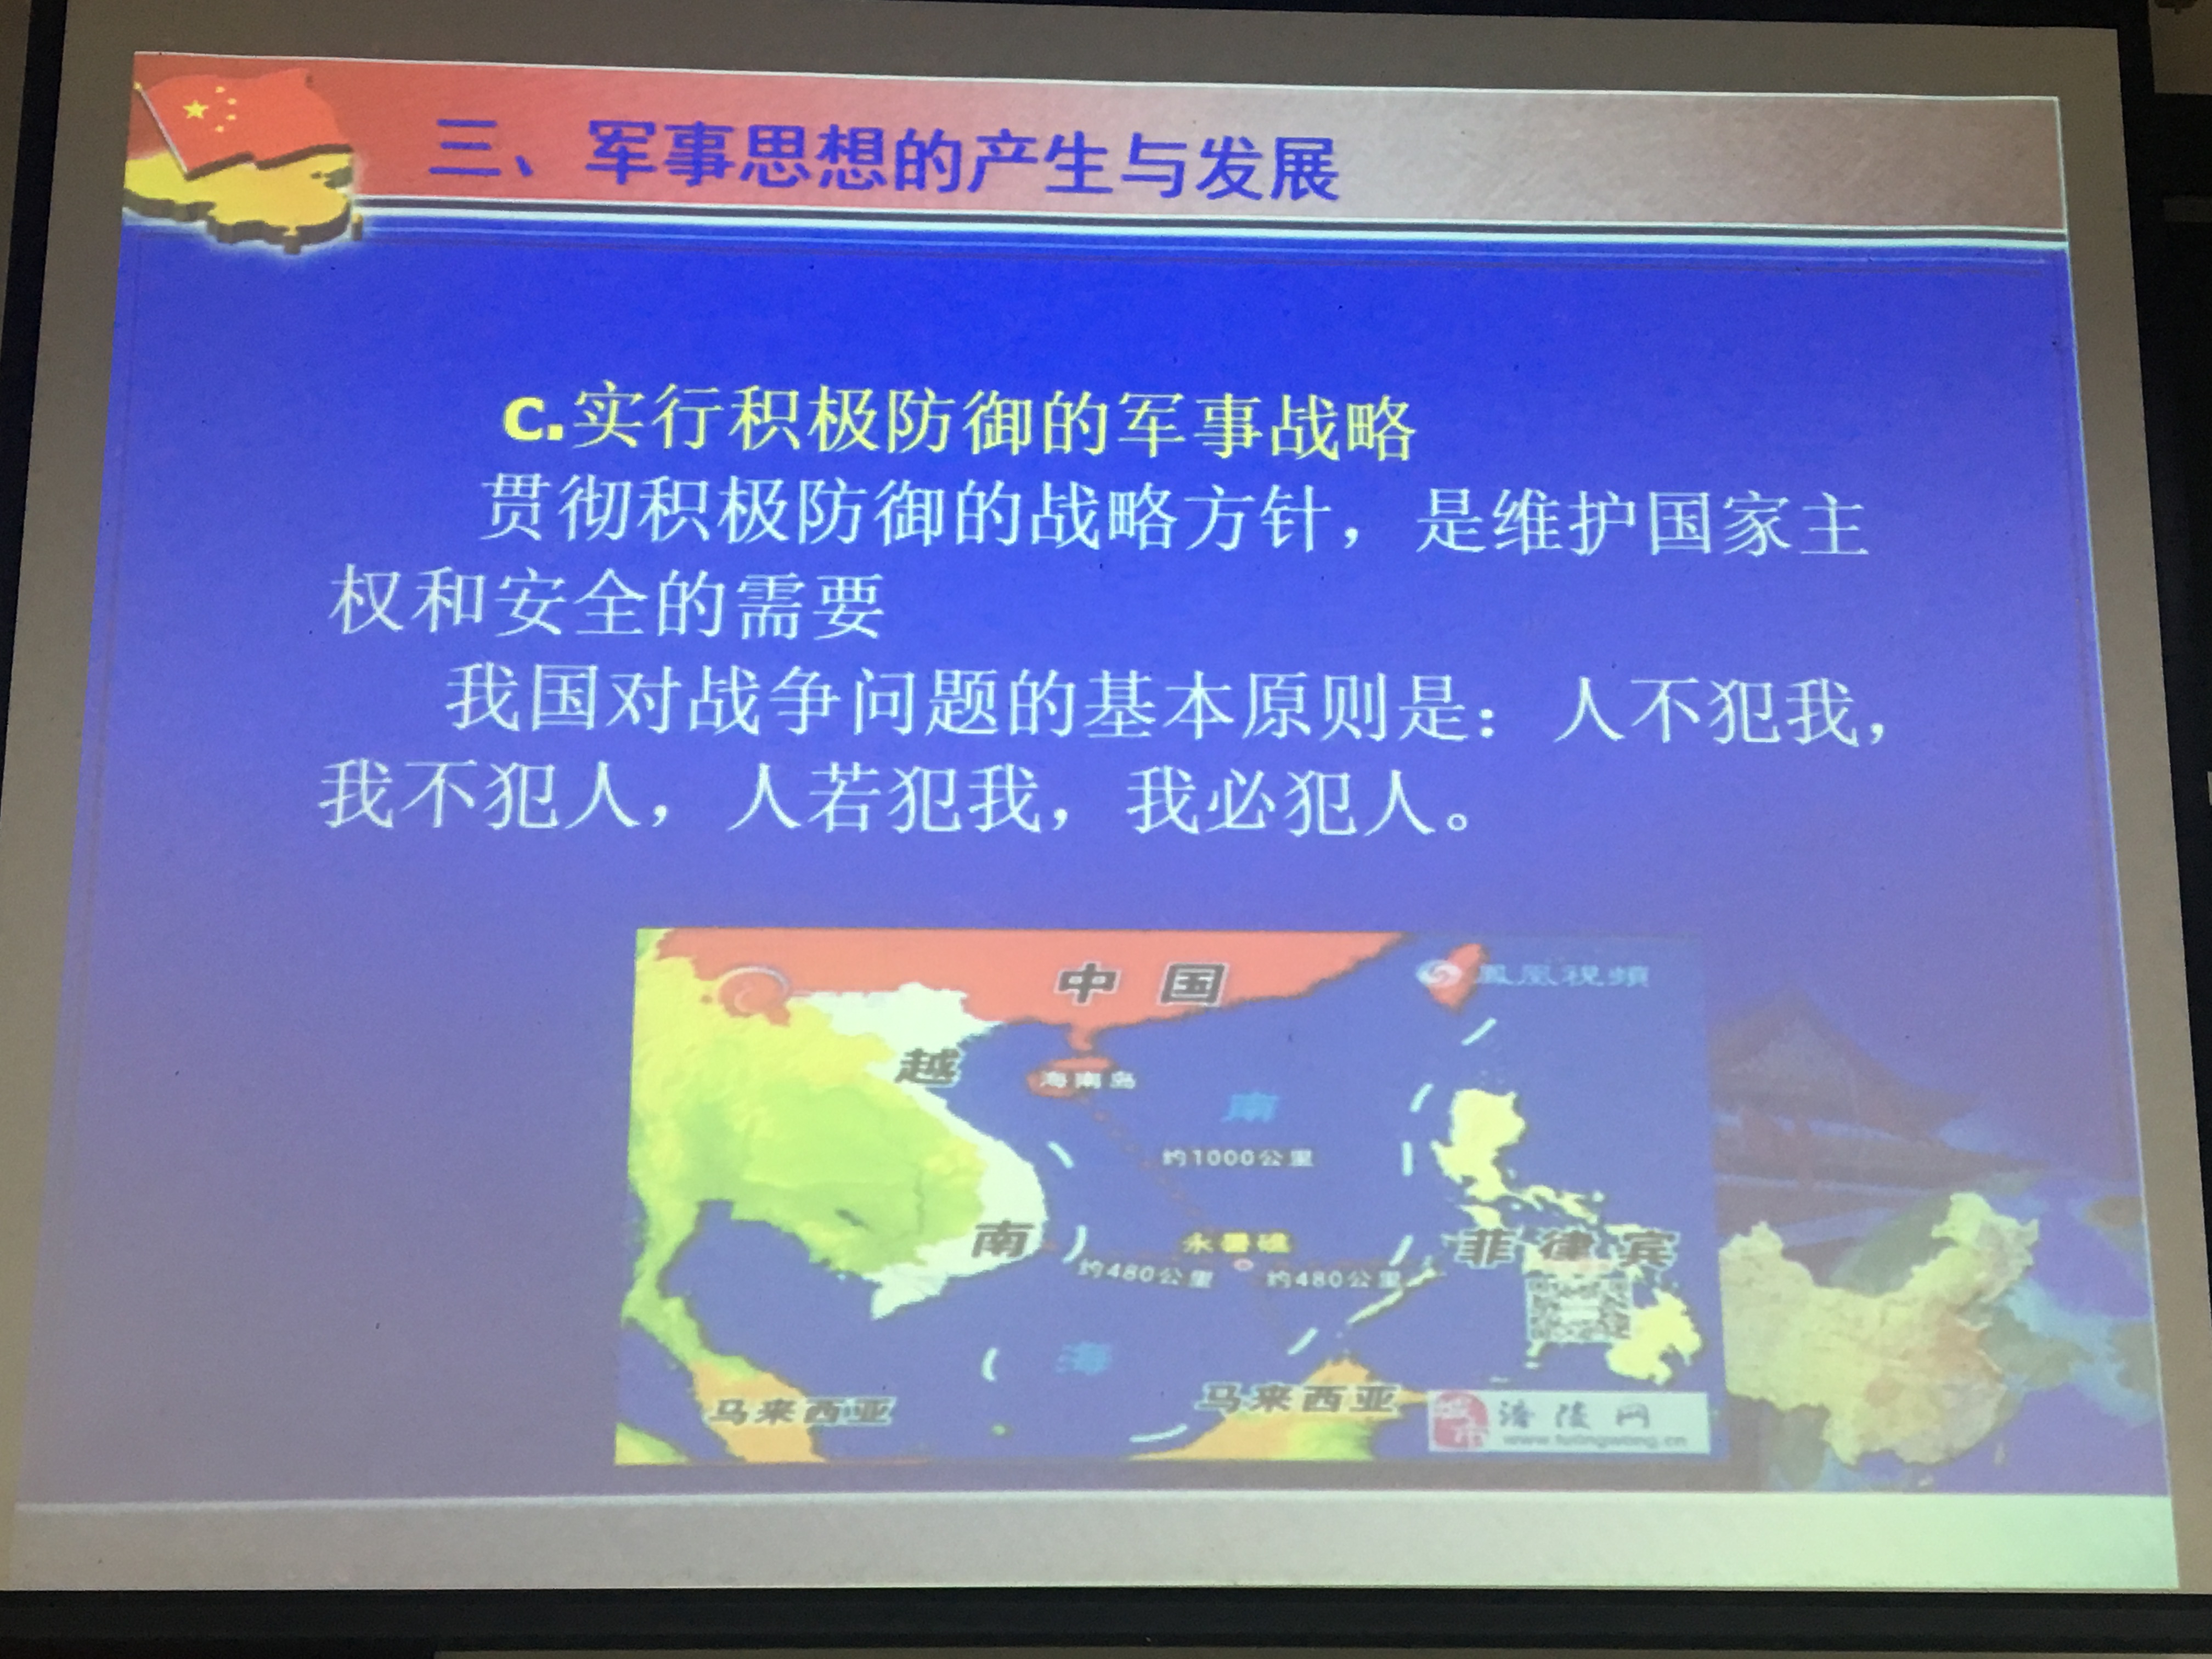 三、军事思想的产生与发展
C.实行积极防御的军事战略
贯彻积极防御的战略方针，是维护国家主
权和安全的需要
我国对战争问题的基本原则是：人不犯我，
我不犯人，人若犯我，我必犯人。
中国
鳳凰視頻
越
海南岛
南
约1000公里
永暑礁
南
菲律宾
约480公里
约480公里
海
马来西亚
马来西亚
涪陵网